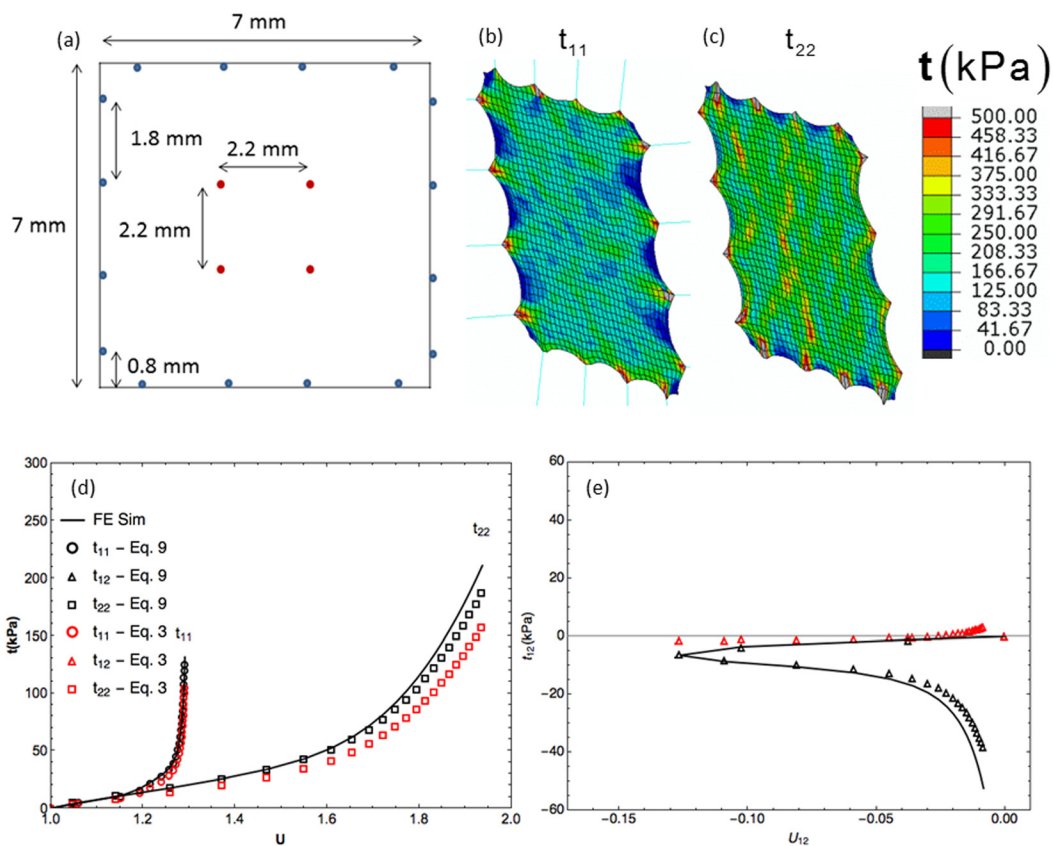 (a)
7 mm
7 mm
1.8 mm
2.2 mm
2.2 mm
0.8 mm
(b)
t11
(c)
t22
t(kPa)
500.00
458.33
416.67
375.00
333.33
291.67
250.00
208.33
166.67
125.00
83.33
41.67
0.00
(d)
300
250
200
150
100
50
0
t(kPa)
FE Sim
t11 – Eq. 9
t12 – Eq. 9
t22 – Eq. 9
t11 – Eq. 3
t12 – Eq. 3
t22 – Eq. 3
t11
t22
1.0 1.2 1.4 1.6 1.8 2.0
U
(e)
60
40
20
0
−20
−40
−60
t12(kPa)
−0.15 −0.10 −0.05 0.00
U12